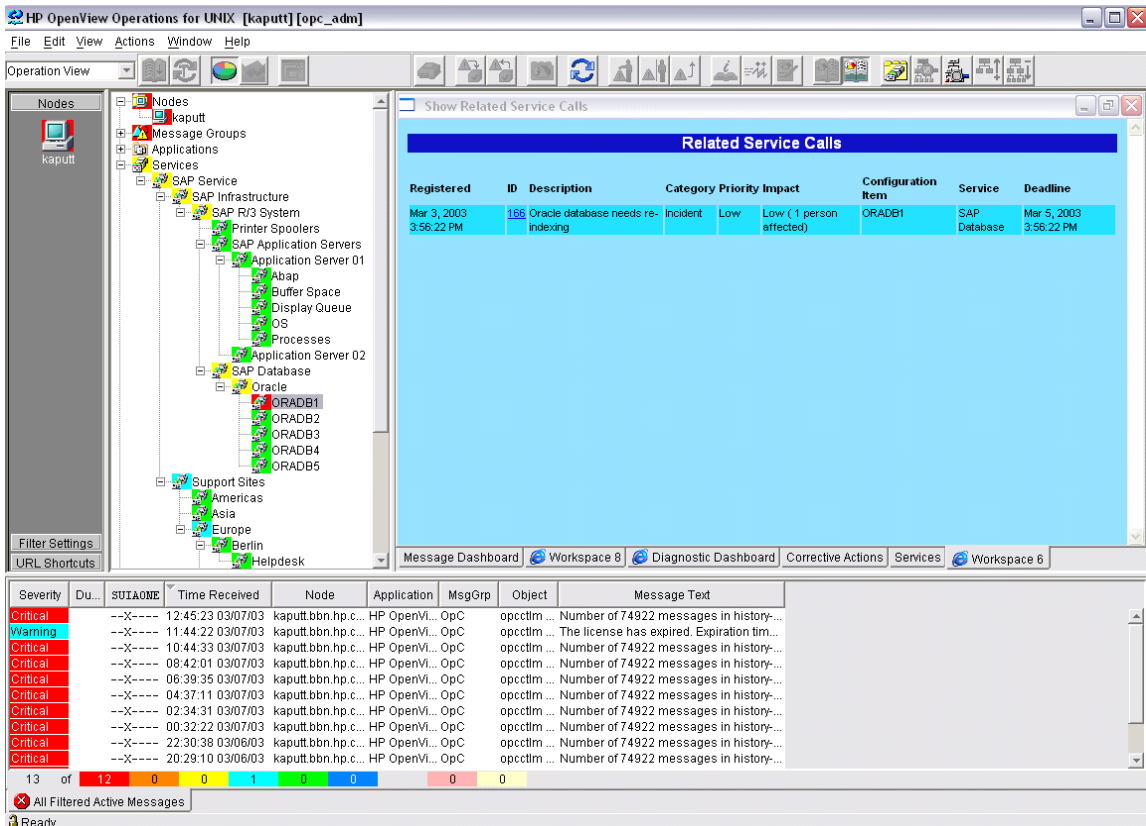 HP OpenView Operations for UNIX [kaputt] [opc_adm]
File Edit View Actions Window Help
Operation View
Nodes
kaputt
Filter Settings
URL Shortcuts
Nodes
kaputt
Message Groups
Applications
Services
SAP Service
SAP Infrastructure
SAP R/3 System
Printer Spoolers
SAP Application Servers
Application Server 01
Abap
Buffer Space
Display Queue
OS
Processes
Application Server 02
SAP Database
Oracle
ORADB1
ORADB2
ORADB3
ORADB4
ORADB5
Support Sites
Americas
Asia
Europe
Berlin
Helpdesk
Show Related Service Calls
Related Service Calls
Registered ID Description Category Priority Impact Configuration Item Service Deadline
Mar 3, 2003 166 Oracle database needs re- Incident Low Low ( 1 person ORADB1 SAP Mar 5, 2003
3:56:22 PM indexing affected) Database 3:56:22 PM
Message Dashboard Workspace 8 Diagnostic Dashboard Corrective Actions Services Workspace 6
Severity Du... SUIAONE Time Received Node Application MsgGrp Object Message Text
Critical --X---- 12:45:23 03/07/03 kaputt.bbn.hp.c... HP OpenVi... OpC opcctlm ... Number of 74922 messages in history-...
Warning --X---- 11:44:22 03/07/03 kaputt.bbn.hp.c... HP OpenVi... OpC opcctlm ... The license has expired. Expiration tim...
Critical --X---- 10:44:33 03/07/03 kaputt.bbn.hp.c... HP OpenVi... OpC opcctlm ... Number of 74922 messages in history-...
Critical --X---- 08:42:01 03/07/03 kaputt.bbn.hp.c... HP OpenVi... OpC opcctlm ... Number of 74922 messages in history-...
Critical --X---- 06:39:35 03/07/03 kaputt.bbn.hp.c... HP OpenVi... OpC opcctlm ... Number of 74922 messages in history-...
Critical --X---- 04:37:11 03/07/03 kaputt.bbn.hp.c... HP OpenVi... OpC opcctlm ... Number of 74922 messages in history-...
Critical --X---- 02:34:31 03/07/03 kaputt.bbn.hp.c... HP OpenVi... OpC opcctlm ... Number of 74922 messages in history-...
Critical --X---- 00:32:22 03/07/03 kaputt.bbn.hp.c... HP OpenVi... OpC opcctlm ... Number of 74922 messages in history-...
Critical --X---- 22:30:38 03/06/03 kaputt.bbn.hp.c... HP OpenVi... OpC opcctlm ... Number of 74922 messages in history-...
Critical --X---- 20:29:10 03/06/03 kaputt.bbn.hp.c... HP OpenVi... OpC opcctlm ... Number of 74922 messages in history-...
13 of 12 0 0 1 0 0 0 0
All Filtered Active Messages
Ready